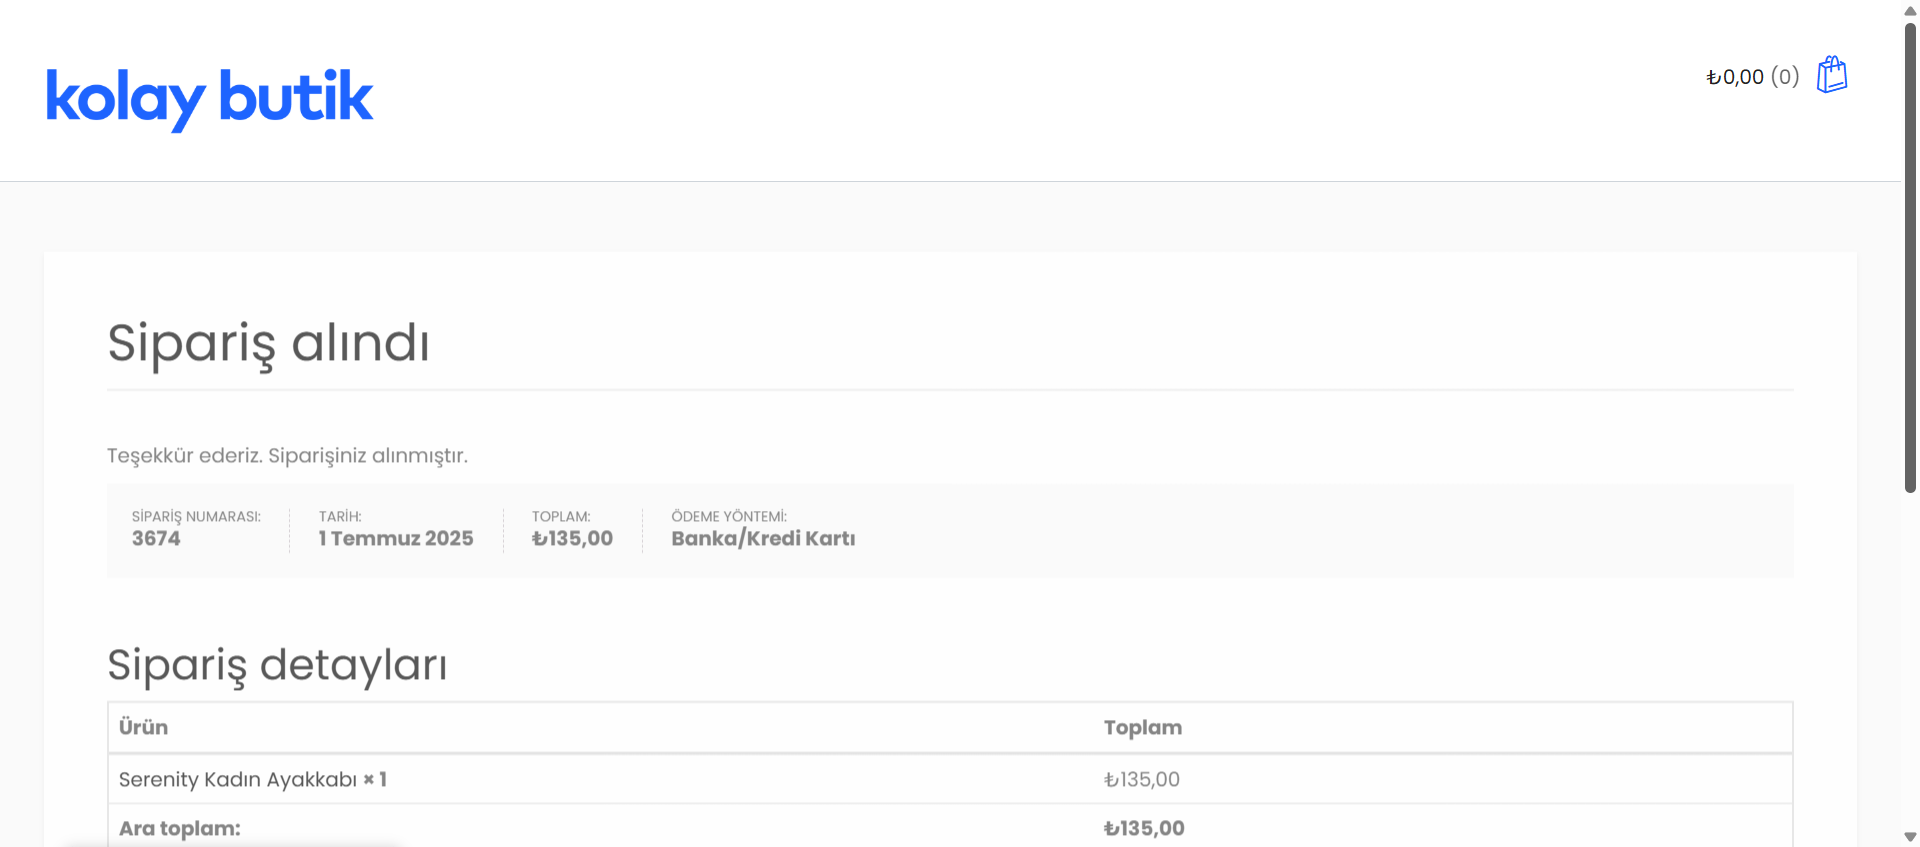 kolay butik
₺0,00 (0)
Sipariş alındı
Teşekkür ederiz. Siparişiniz alınmıştır.
SİPARİŞ NUMARASI: TARİH: TOPLAM: ÖDEME YÖNTEMİ:
3674 1 Temmuz 2025 ₺135,00 Banka/Kredi Kartı
Sipariş detayları
Ürün Toplam
Serenity Kadın Ayakkabı × 1 ₺135,00
Ara toplam: ₺135,00